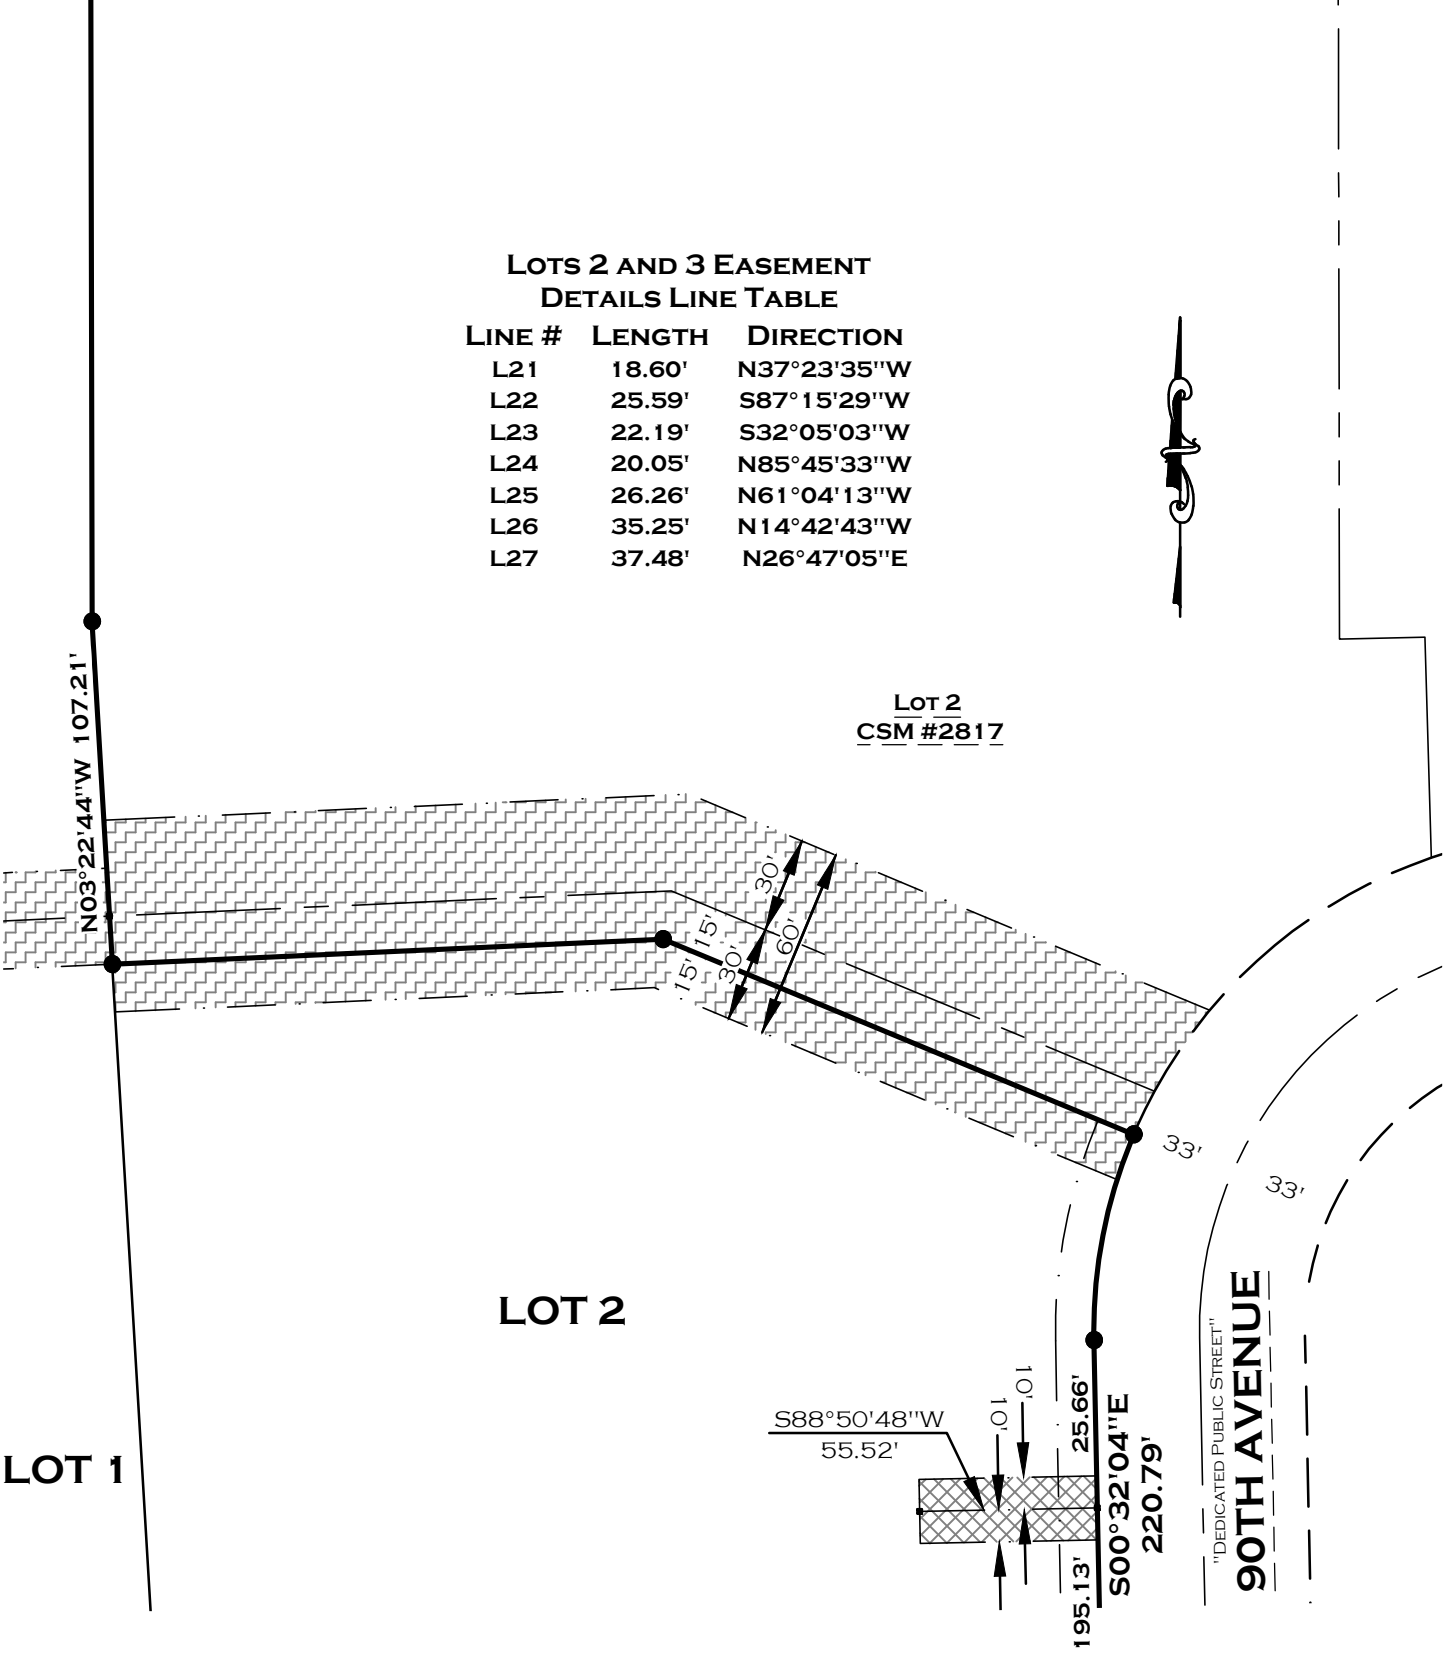 LOTS 2 AND 3 EASEMENT
DETAILS LINE TABLE
LINE # LENGTH DIRECTION
L21 18.60' N37°23'35"W
L22 25.59' S87°15'29"W
L23 22.19' S32°05'03"W
L24 20.05' N85°45'33"W
L25 26.26' N61°04'13"W
L26 35.25' N14°42'43"W
L27 37.48' N26°47'05"E
N03°22'44"W 107.21'
LOT 2
CSM #2817
30'
60'
15'
30'
15'
33'
33'
LOT 2
LOT 1
S88°50'48"W
55.52'
10'
10'
25.66'
S00°32'04"E
220.79'
195.13'
"DEDICATED PUBLIC STREET"
90TH AVENUE